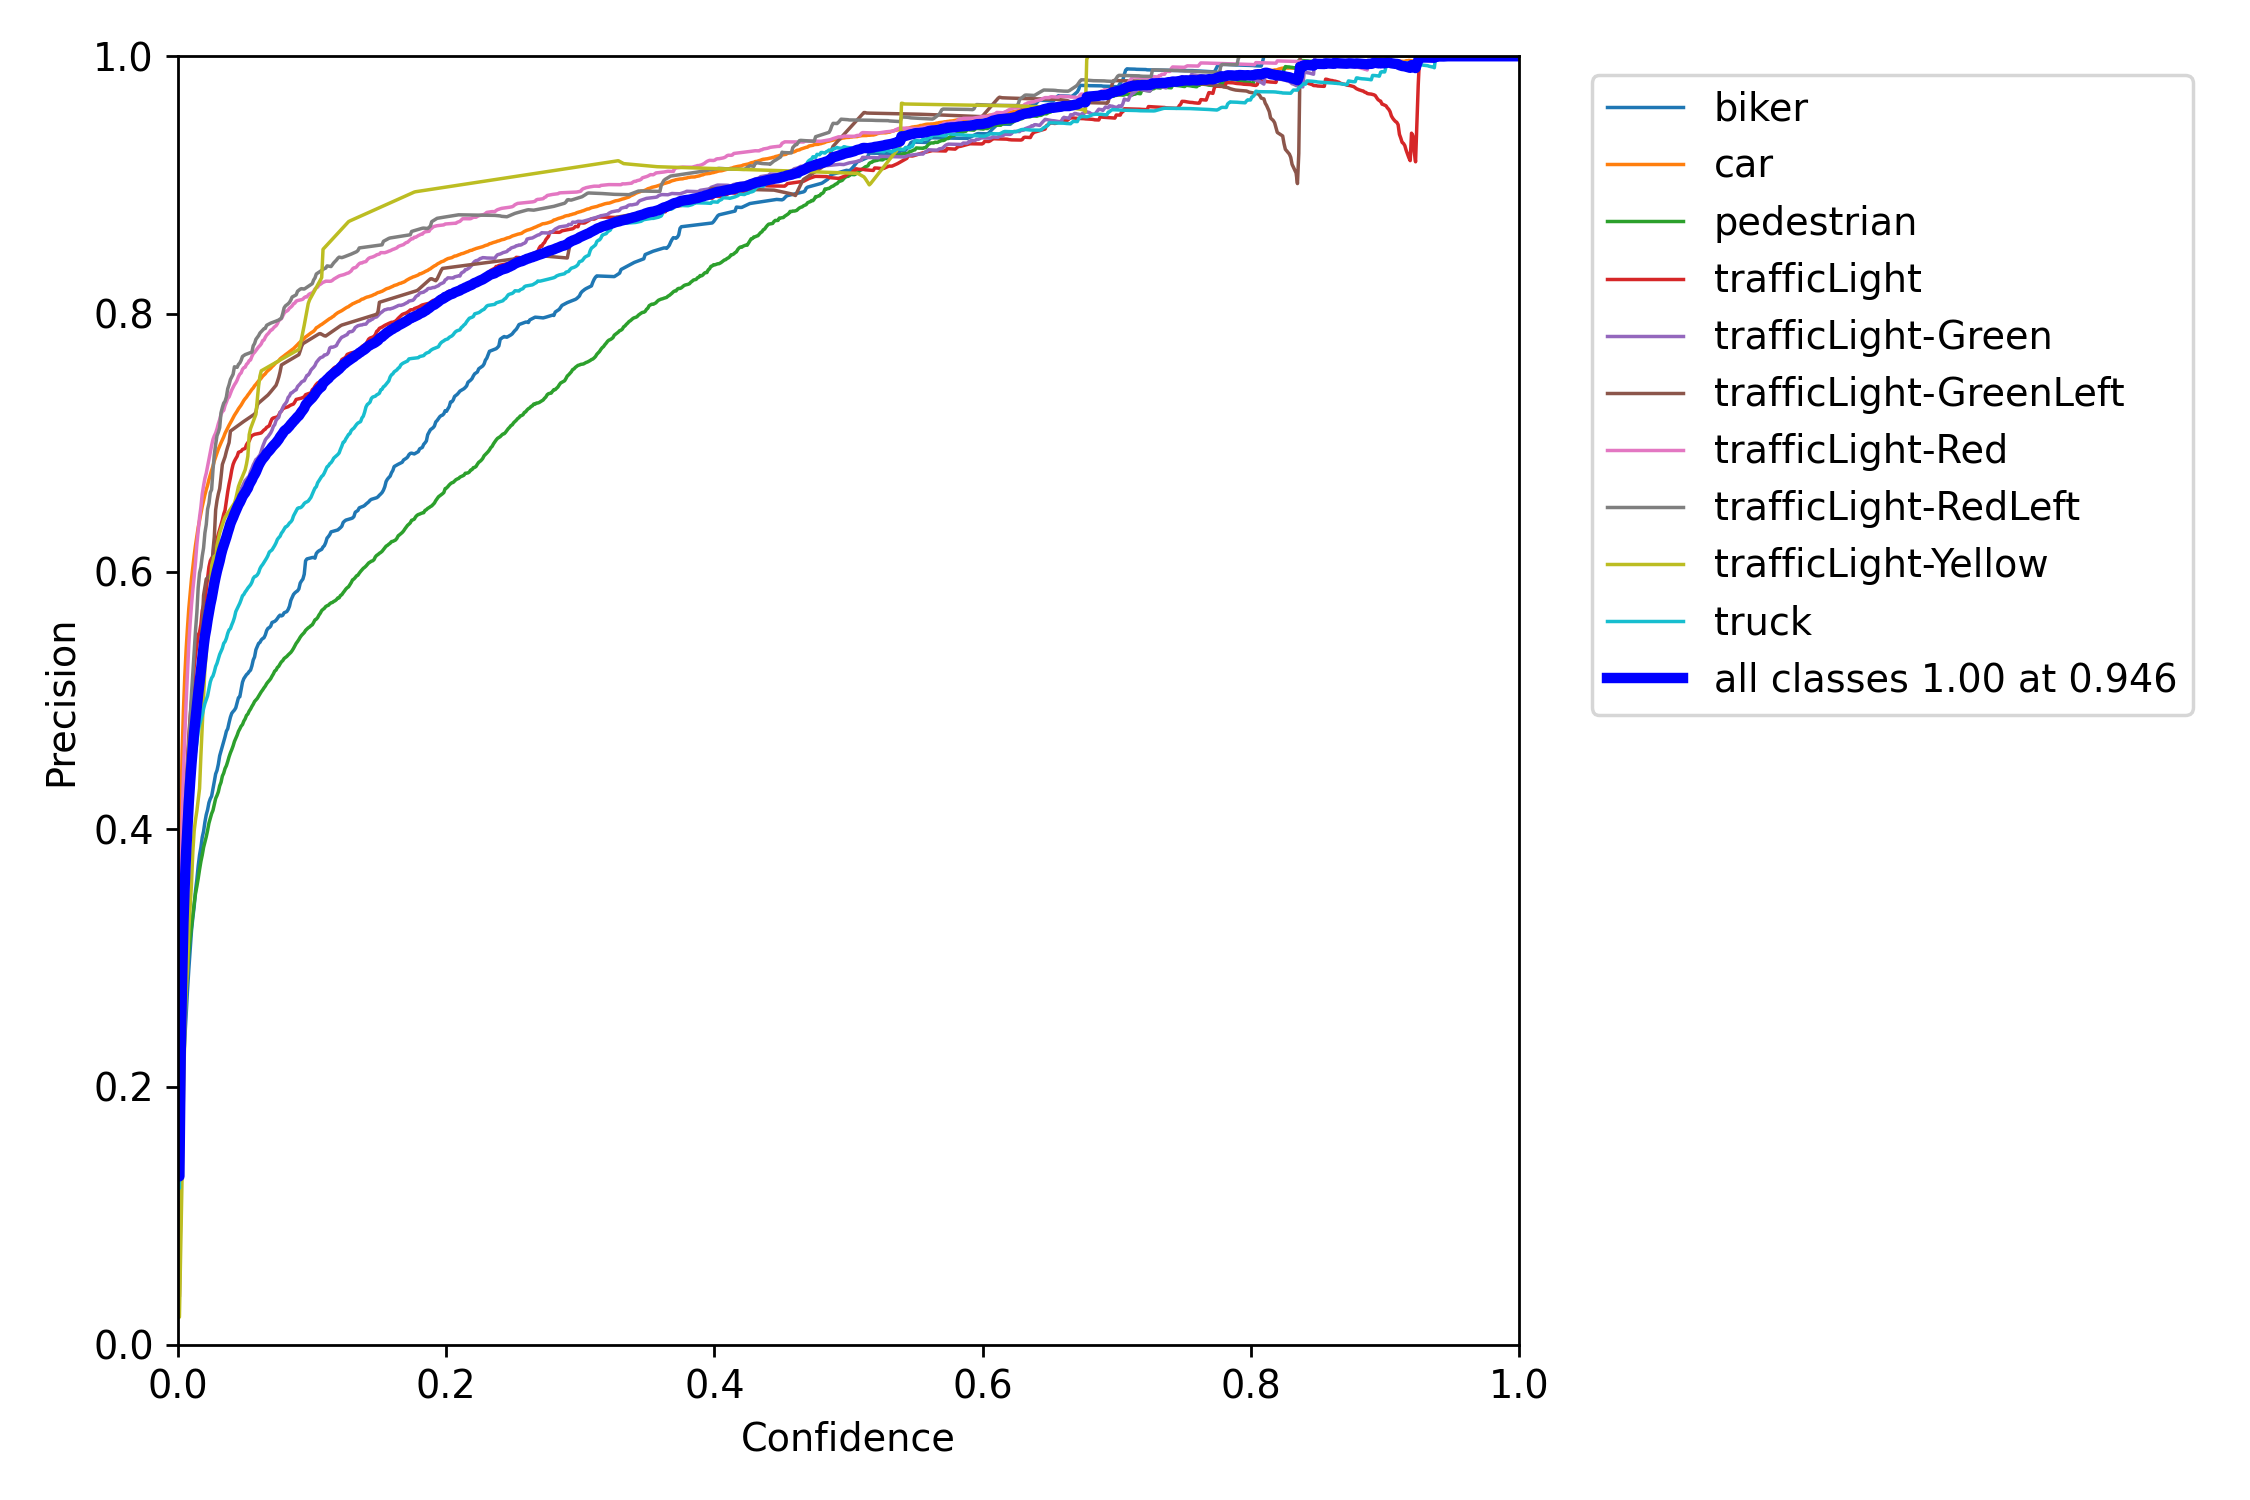 1.0
0.8
0.6
0.4
0.2
0.0
Precision
0.0 0.2 0.4 0.6 0.8 1.0
Confidence
biker
car
pedestrian
trafficLight
trafficLight-Green
trafficLight-GreenLeft
trafficLight-Red
trafficLight-RedLeft
trafficLight-Yellow
truck
all classes 1.00 at 0.946